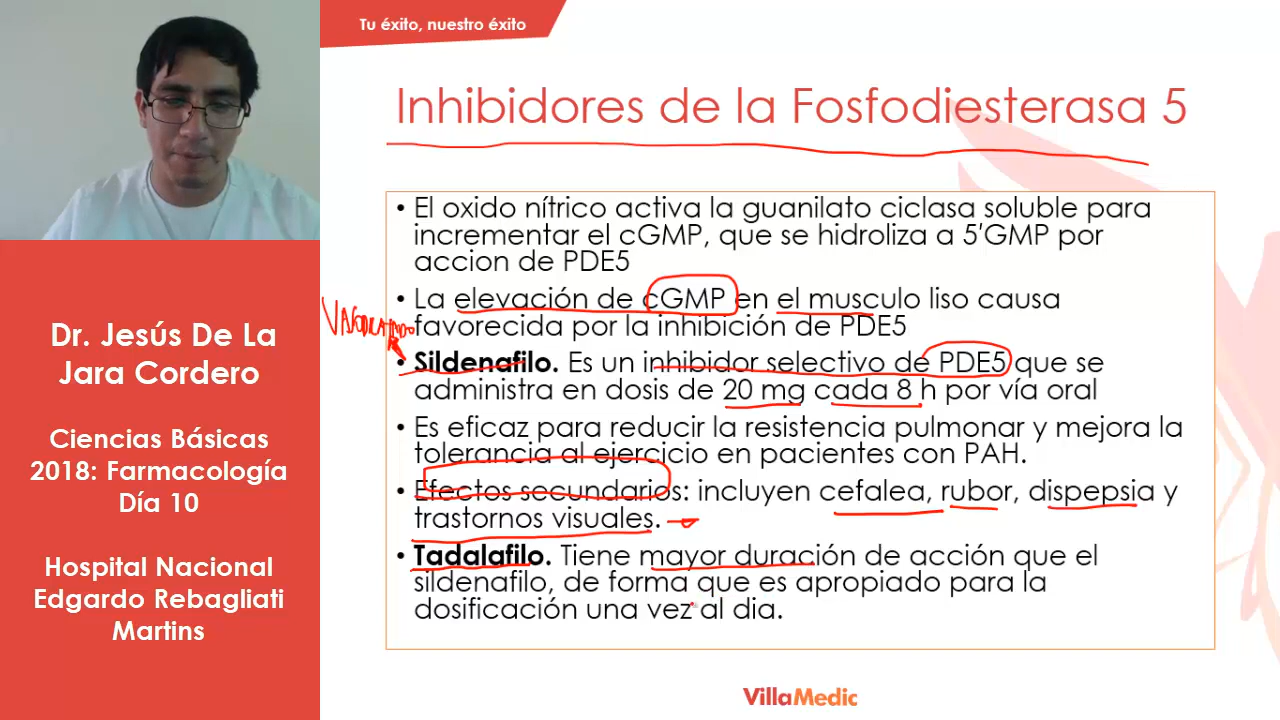 Tu éxito, nuestro éxito
Inhibidores de la Fosfodiesterasa 5
• El oxido nítrico activa la guanilato ciclasa soluble para
incrementar el cGMP, que se hidroliza a 5'GMP por
accion de PDE5
• La elevación de cGMP en el musculo liso causa
favorecida por la inhibición de PDE5
• Sildenafilo. Es un inhibidor selectivo de PDE5 que se
administra en dosis de 20 mg cada 8 h por vía oral
• Es eficaz para reducir la resistencia pulmonar y mejora la
tolerancia al ejercicio en pacientes con PAH.
• Efectos secundarios: incluyen cefalea, rubor, dispepsia y
trastornos visuales.
• Tadalafilo. Tiene mayor duración de acción que el
sildenafilo, de forma que es apropiado para la
dosificación una vez al dia.
Dr. Jesús De La
Jara Cordero
Ciencias Básicas
2018: Farmacología
Día 10
Hospital Nacional
Edgardo Rebagliati
Martins
VillaMedic